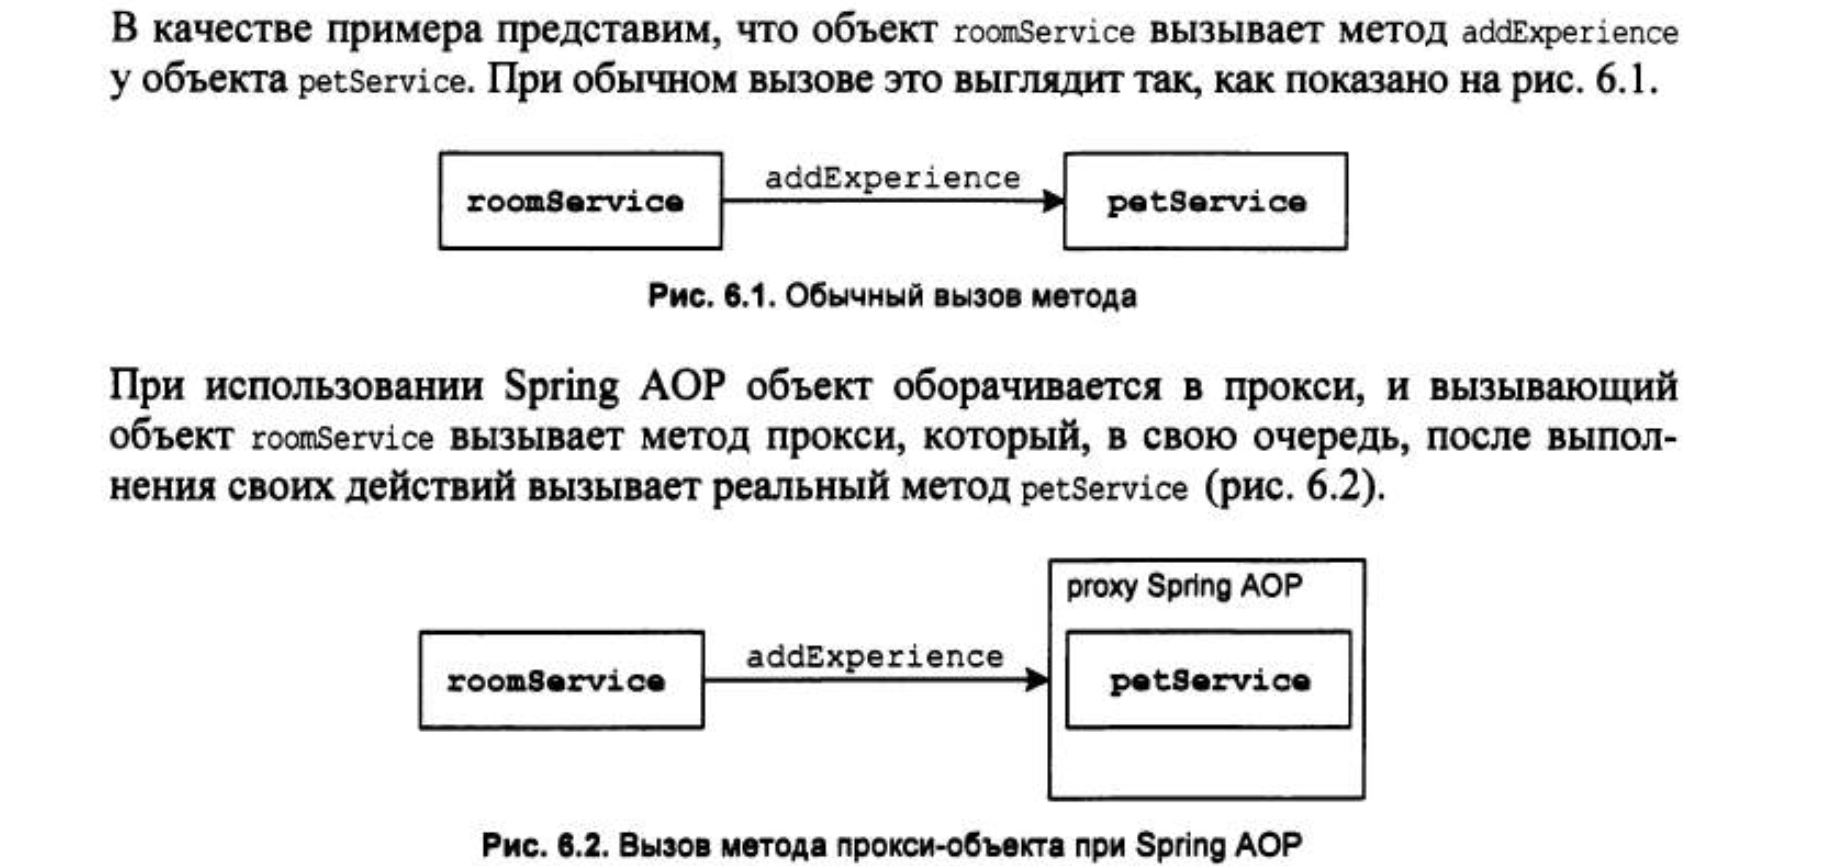 В качестве примера представим, что объект roomService вызывает метод addExperience
у объекта petService. При обычном вызове это выглядит так, как показано на рис. 6.1.
addExperience
roomService
petService
Рис. 6.1. Обычный вызов метода
При использовании Spring AOP объект оборачивается в прокси, и вызывающий
объект roomService вызывает метод прокси, который, в свою очередь, после выпол-
нения своих действий вызывает реальный метод petService (рис. 6.2).
proxy Spring AOP
addExperience
roomService
petService
Рис. 6.2. Вызов метода прокси-объекта при Spring AOP